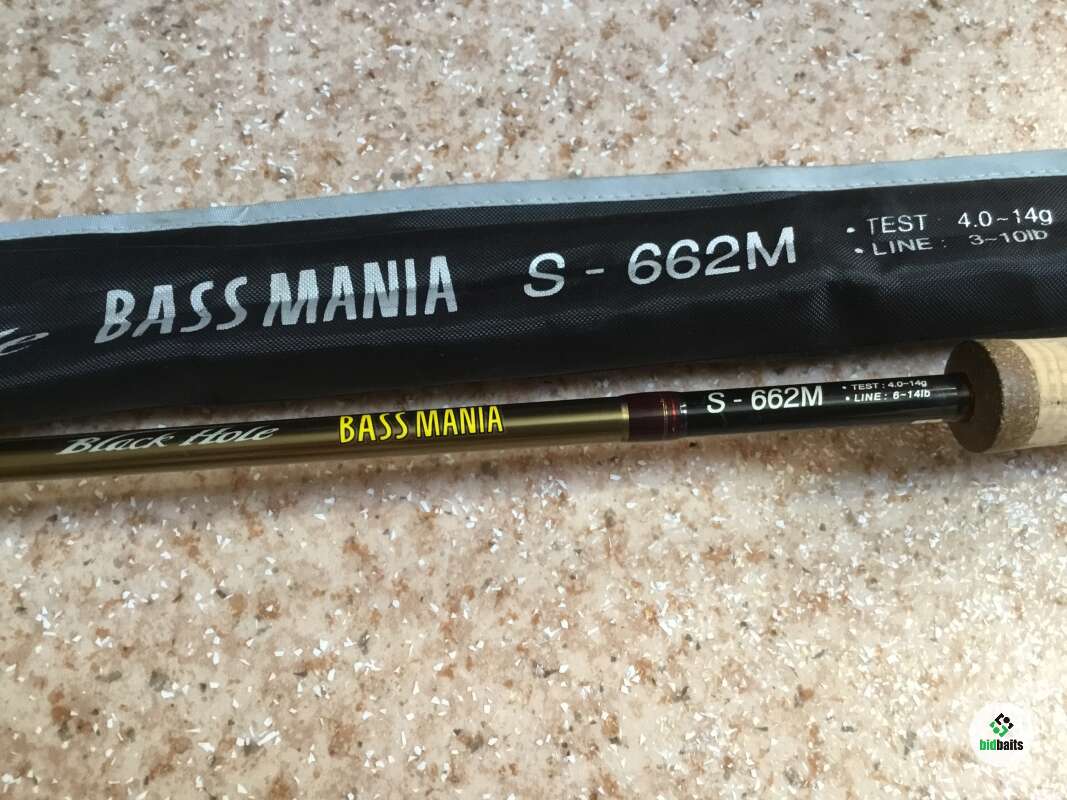 BASS MANIA S - 662M
• TEST 4.0~14g
• LINE : 3~10lb
Black Hole BASS MANIA
S - 662M
• TEST : 4.0~14g
• LINE : 6~14lb
bidbaits